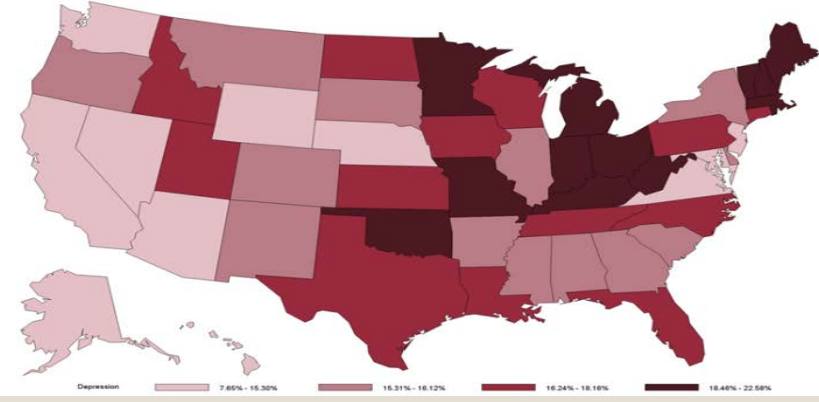 Depression 7.65% - 15.30% 15.31% - 16.12% 16.24% - 18.16% 18.46% - 22.58%